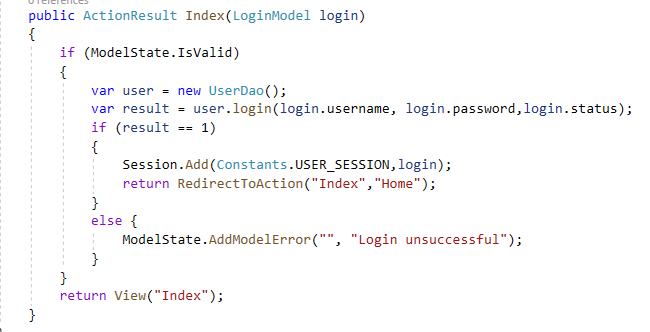 0 references
public ActionResult Index(LoginModel login)
{
    if (ModelState.IsValid)
    {
        var user = new UserDao();
        var result = user.login(login.username, login.password,login.status);
        if (result == 1)
        {
            Session.Add(Constants.USER_SESSION,login);
            return RedirectToAction("Index","Home");
        }
        else {
            ModelState.AddModelError("", "Login unsuccessful");
        }
    }
    return View("Index");
}